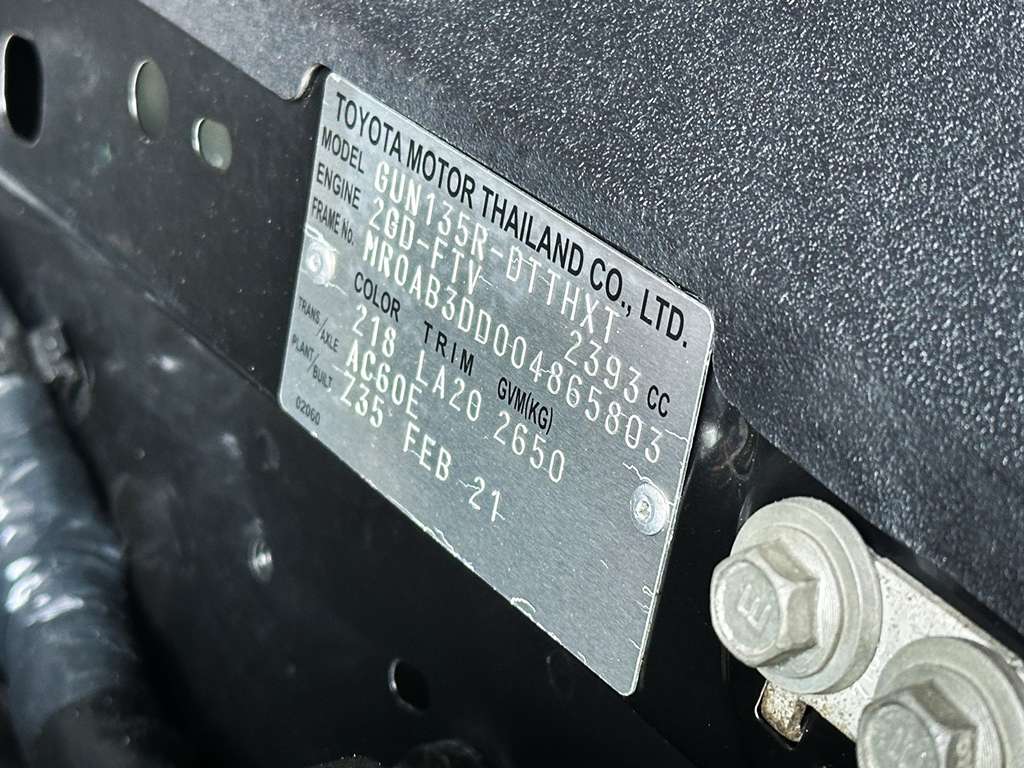 TOYOTA MOTOR THAILAND CO., LTD.
MODEL GUN135R-DTTHXT
ENGINE 2GD-FTV 2393 CC
FRAME No. MR0AB3DD004865803
COLOR TRIM GVM(KG)
218 LA20 2650
TRANS/AXLE AC60E
PLANT/BUILT Z35 FEB 21
02060
E